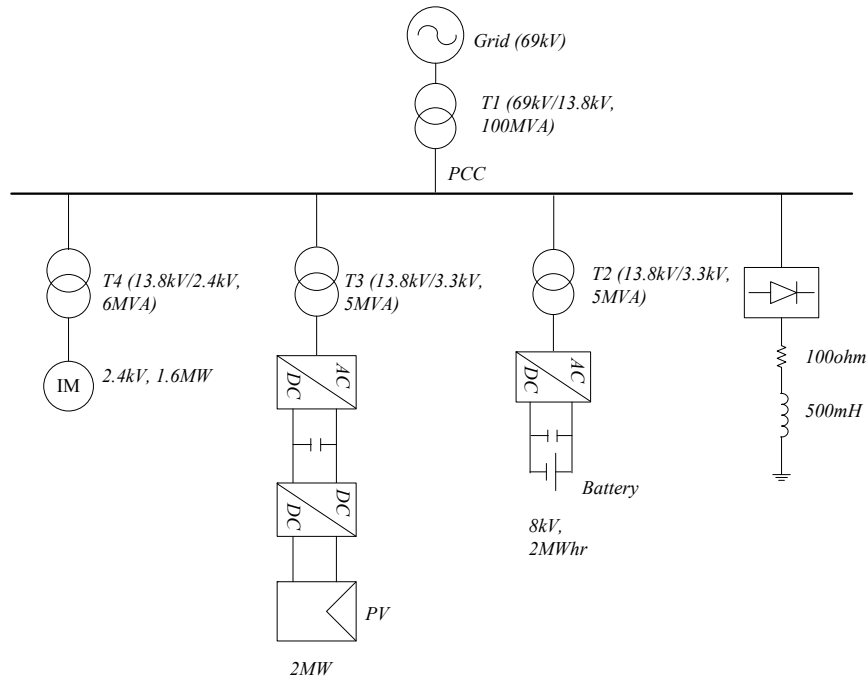 Grid (69kV)
T1 (69kV/13.8kV,
100MVA)
PCC
T4 (13.8kV/2.4kV,
6MVA)
T3 (13.8kV/3.3kV,
5MVA)
T2 (13.8kV/3.3kV,
5MVA)
IM
2.4kV, 1.6MW
DC
AC
DC
AC
100ohm
500mH
DC
DC
Battery
8kV,
2MWhr
PV
2MW